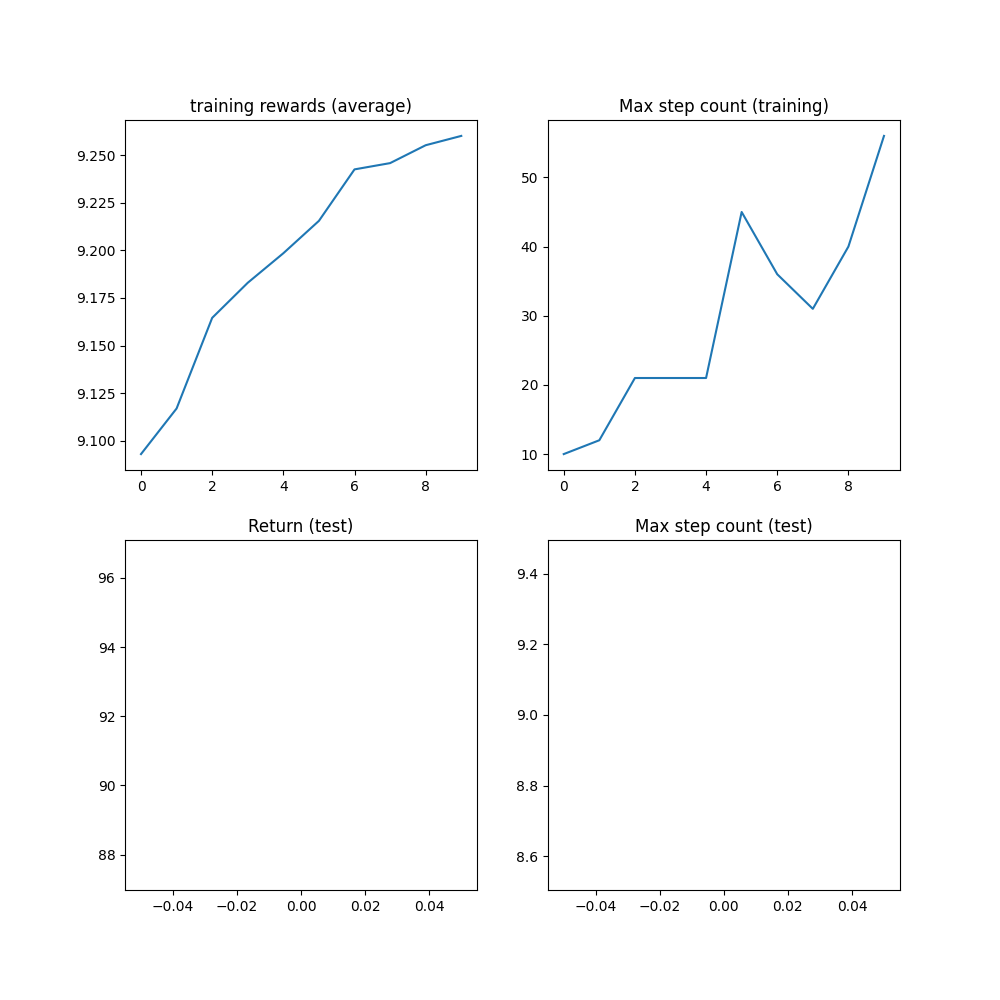 training rewards (average)
9.250
9.225
9.200
9.175
9.150
9.125
9.100
0 2 4 6 8
Max step count (training)
50
40
30
20
10
0 2 4 6 8
Return (test)
96
94
92
90
88
−0.04 −0.02 0.00 0.02 0.04
Max step count (test)
9.4
9.2
9.0
8.8
8.6
−0.04 −0.02 0.00 0.02 0.04